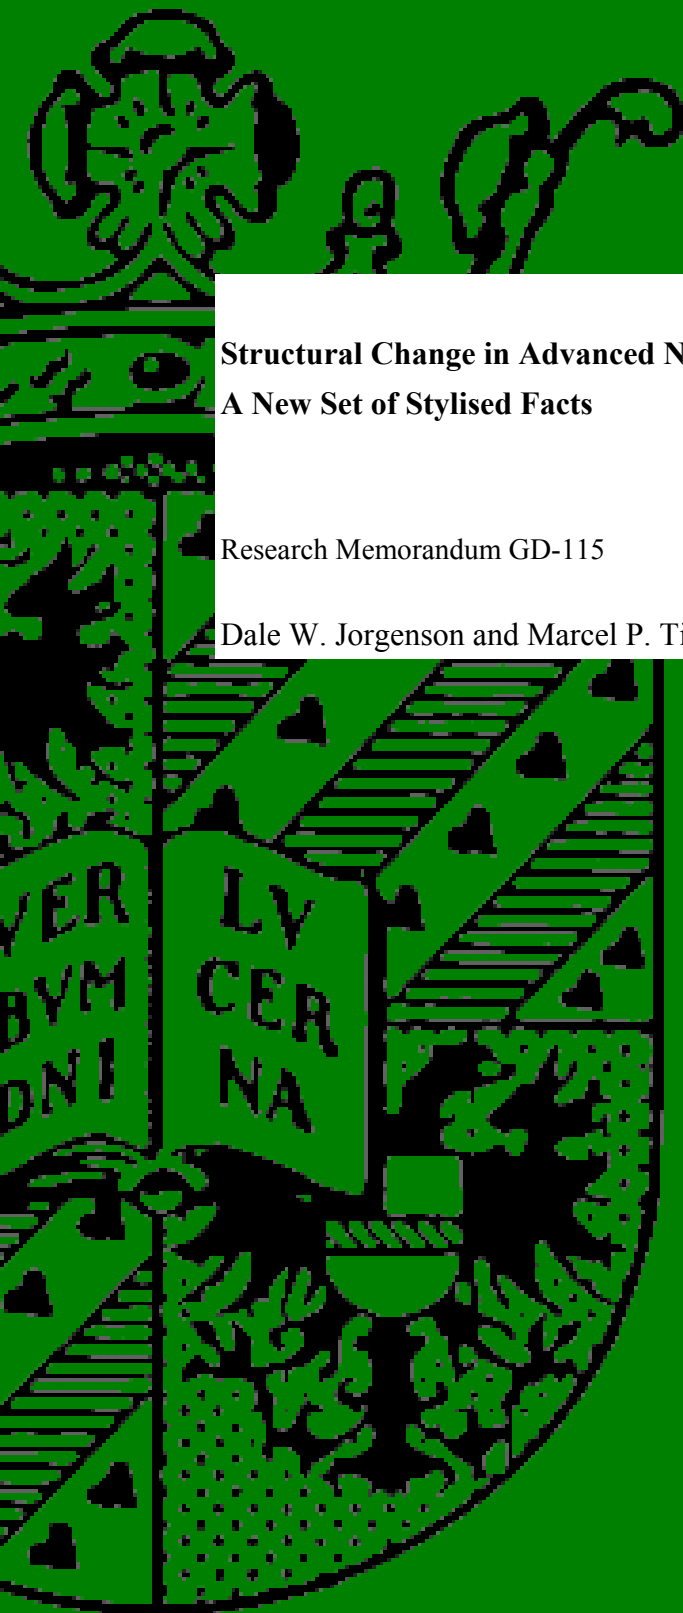 Structural Change in Advanced N
A New Set of Stylised Facts
Research Memorandum GD-115
Dale W. Jorgenson and Marcel P. Ti
VER
BVM
DNI
LV
CER
NA